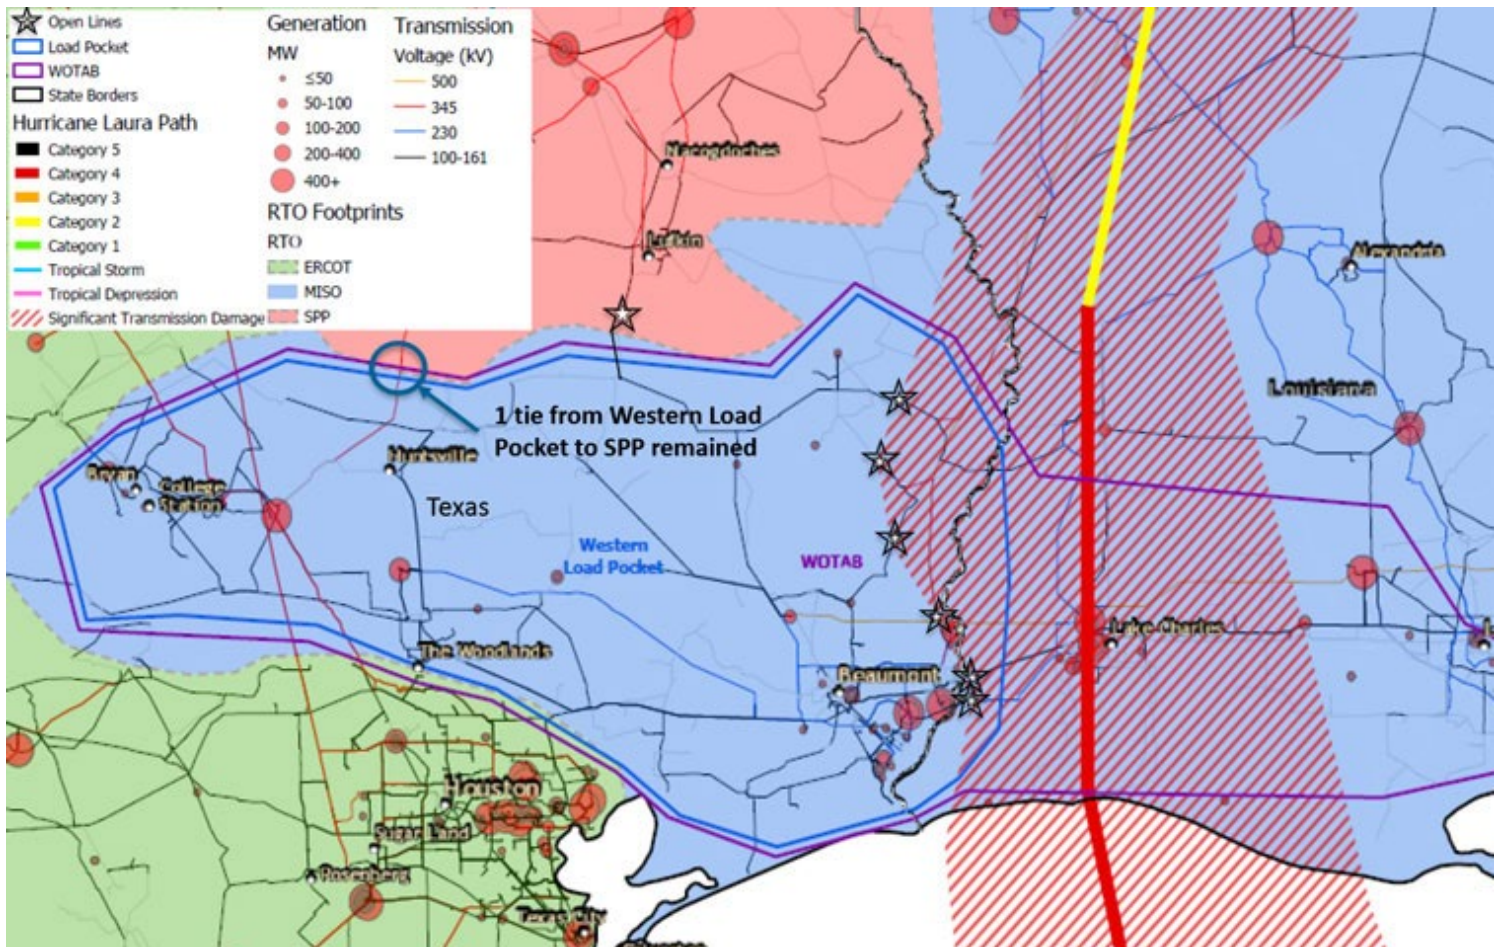 Open Lines
Load Pocket
WOTAB
State Borders
Hurricane Laura Path
Category 5
Category 4
Category 3
Category 2
Category 1
Tropical Storm
Tropical Depression
Significant Transmission Damage
Generation
MW
≤50
50-100
100-200
200-400
400+
RTO Footprints
RTO
ERCOT
MISO
SPP
Transmission
Voltage (kV)
500
345
230
100-161
Nacogdoches
Lufkin
Alexandria
Louisiana
1 tie from Western Load
Pocket to SPP remained
Huntsville
Bryan
College
Station
Texas
Western
Load Pocket
WOTAB
The Woodlands
Lake Charles
Beaumont
Houston
Sugar Land
Rosenberg
Texas City